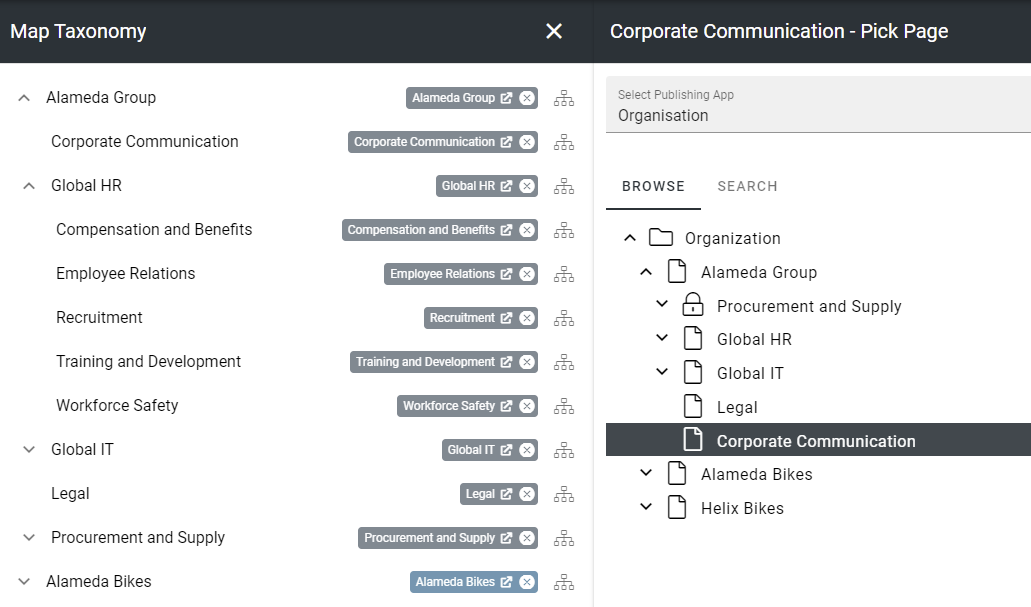 Map Taxonomy
Alameda Group Alameda Group
Corporate Communication Corporate Communication
Global HR Global HR
Compensation and Benefits Compensation and Benefits
Employee Relations Employee Relations
Recruitment Recruitment
Training and Development Training and Development
Workforce Safety Workforce Safety
Global IT Global IT
Legal Legal
Procurement and Supply Procurement and Supply
Alameda Bikes Alameda Bikes
Corporate Communication - Pick Page
Select Publishing App
Organisation
BROWSE SEARCH
Organization
Alameda Group
Procurement and Supply
Global HR
Global IT
Legal
Corporate Communication
Alameda Bikes
Helix Bikes